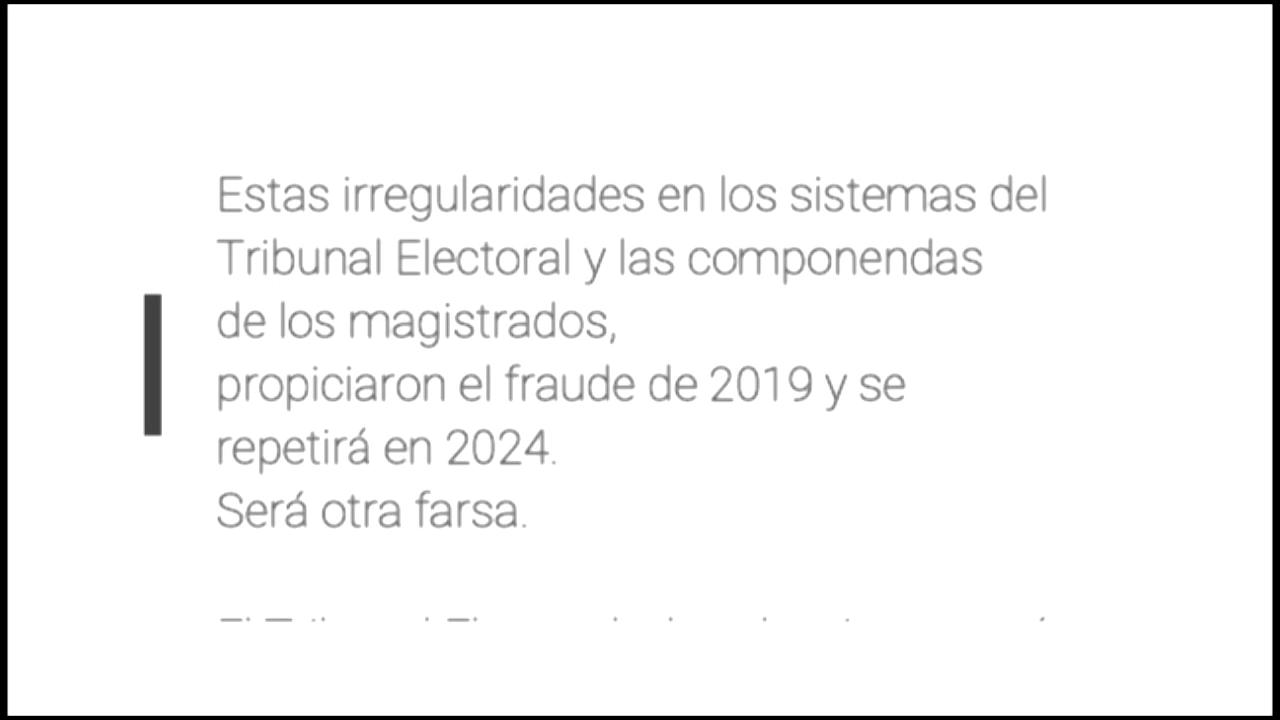 Estas irregularidades en los sistemas del
Tribunal Electoral y las componendas
de los magistrados,
propiciaron el fraude de 2019 y se
repetirá en 2024.
Será otra farsa.